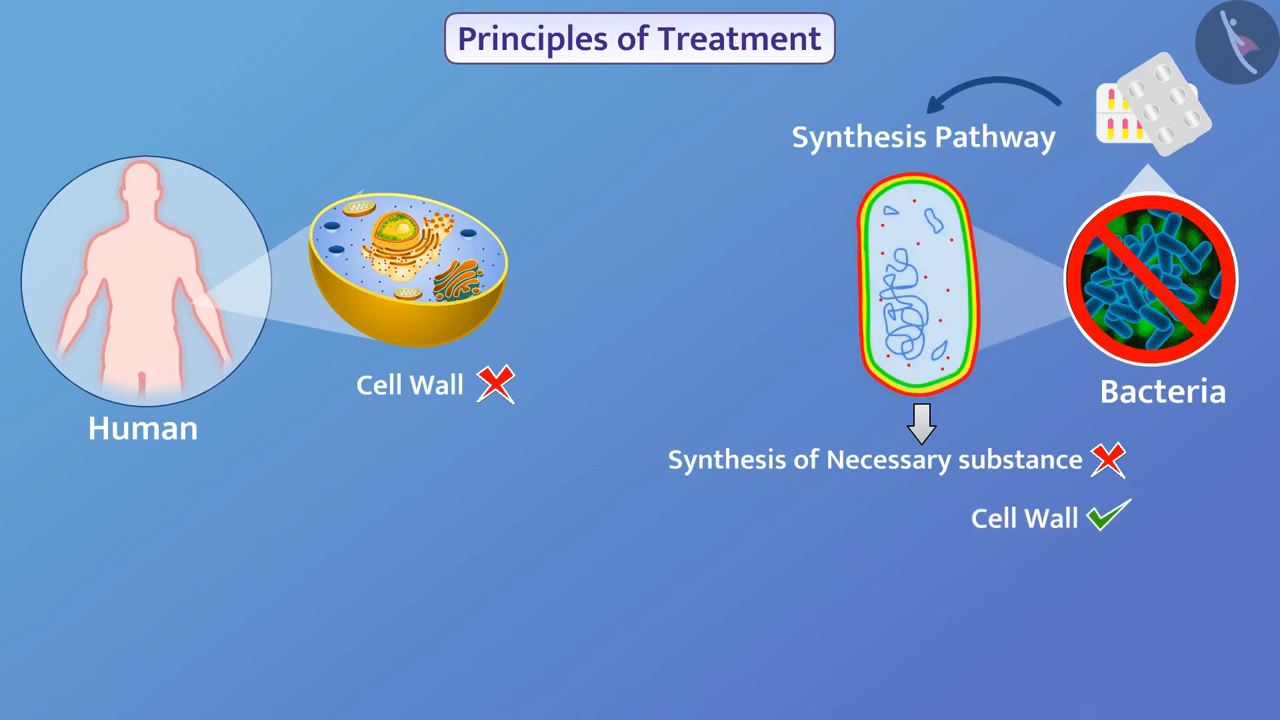 Principles of Treatment
Synthesis Pathway
Cell Wall
Human
Bacteria
Synthesis of Necessary substance
Cell Wall